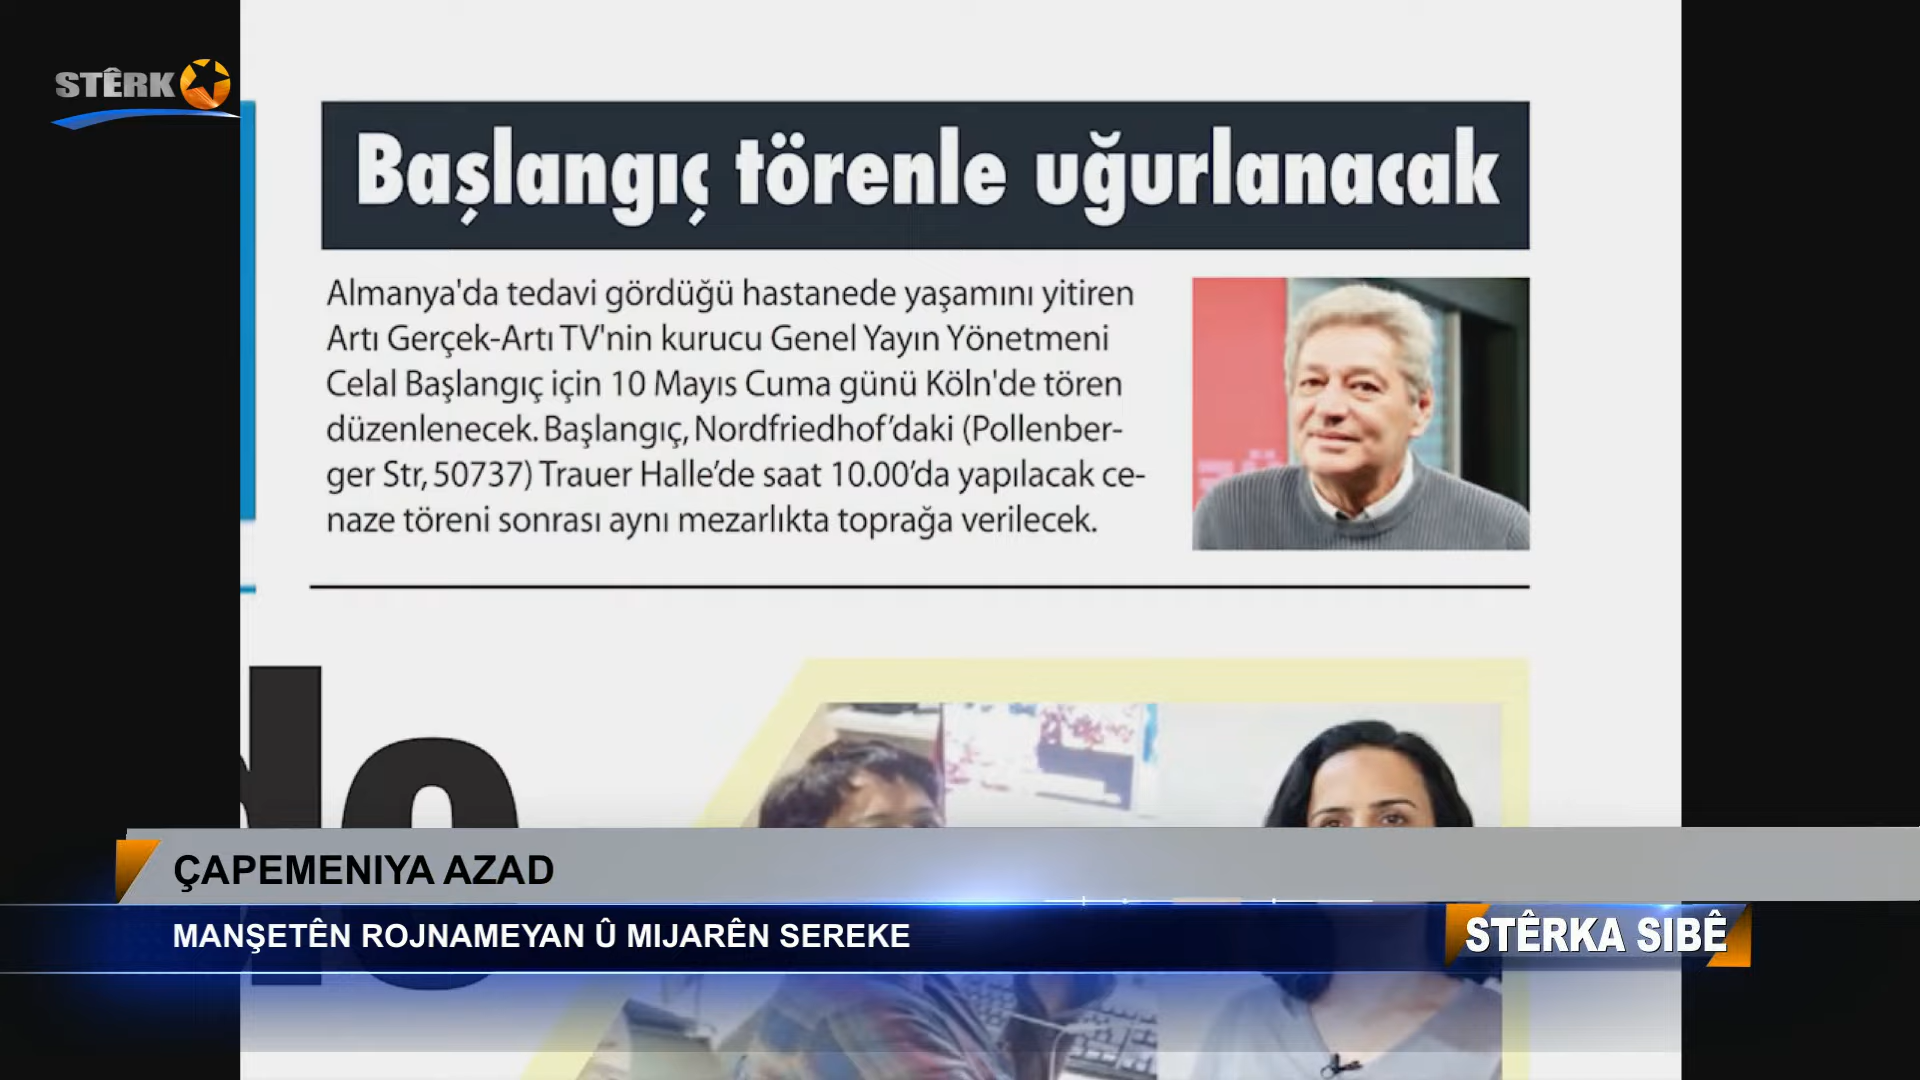 STÊRK
Başlangıç törenle uğurlanacak
Almanya'da tedavi gördüğü hastanede yaşamını yitiren
Artı Gerçek-Artı TV'nin kurucu Genel Yayın Yönetmeni
Celal Başlangıç için 10 Mayıs Cuma günü Köln'de tören
düzenlenecek. Başlangıç, Nordfriedhof’daki (Pollenber-
ger Str, 50737) Trauer Halle’de saat 10.00’da yapılacak ce-
naze töreni sonrası aynı mezarlıkta toprağa verilecek.
ÇAPEMENIYA AZAD
MANŞETÊN ROJNAMEYAN Û MIJARÊN SEREKE
STÊRKA SIBÊ